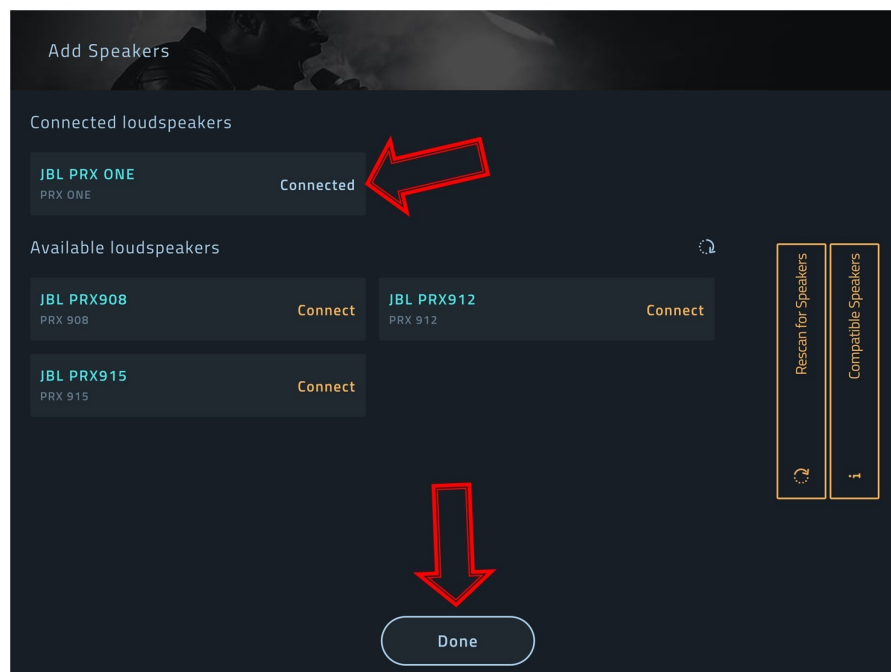 Add Speakers
Connected loudspeakers
JBL PRX ONE
PRX ONE
Connected
Available loudspeakers
JBL PRX908
PRX 908
Connect
JBL PRX912
PRX 912
Connect
JBL PRX915
PRX 915
Connect
Rescan for Speakers
Compatible Speakers
Done